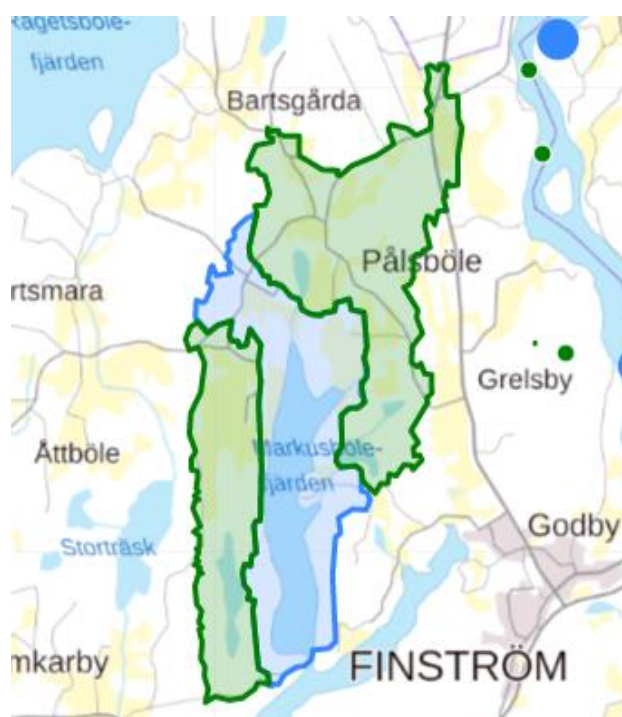 Bartsgårda
fjärden
Pålsböle
rtsmara
Grelsby
Markusböle-
fjärden
Åttböle
Godby
Storträsk
mkarby
FINSTRÖM